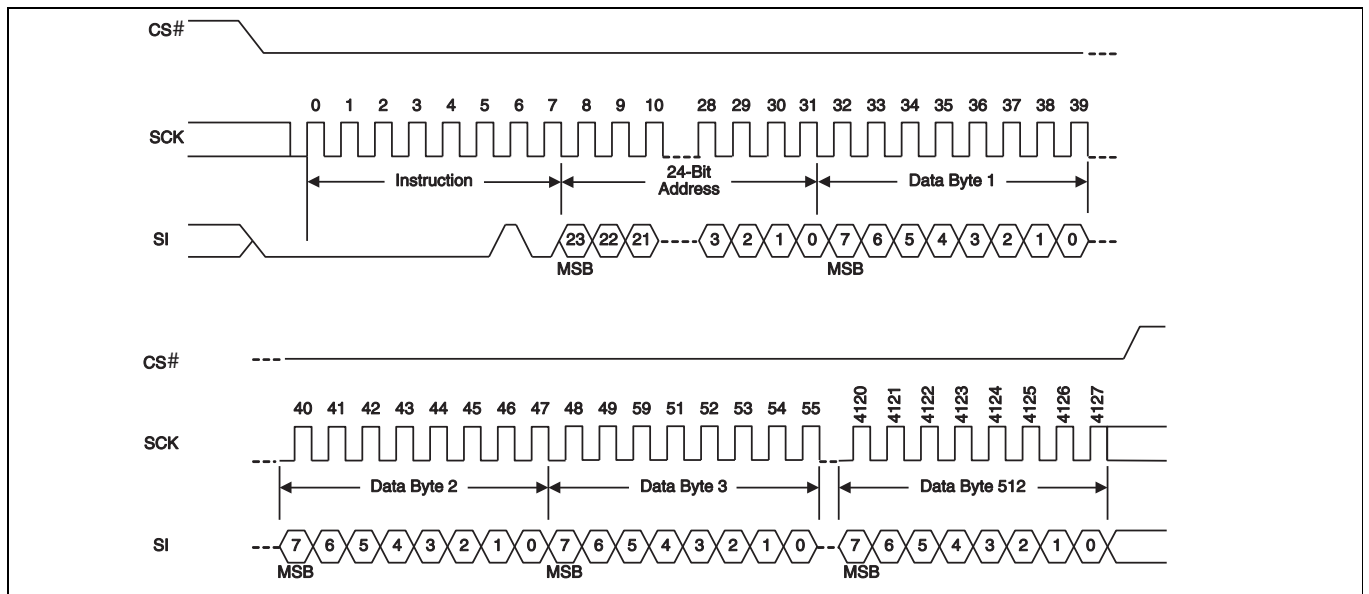 CS#
0 1 2 3 4 5 6 7 8 9 10 28 29 30 31 32 33 34 35 36 37 38 39
SCK
Instruction 24-Bit Address Data Byte 1
SI 23 22 21 3 2 1 0 7 6 5 4 3 2 1 0
MSB MSB
CS#
40 41 42 43 44 45 46 47 48 49 59 51 52 53 54 55 4120 4121 4122 4123 4124 4125 4126 4127
SCK
Data Byte 2 Data Byte 3 Data Byte 512
SI 7 6 5 4 3 2 1 0 7 6 5 4 3 2 1 0 7 6 5 4 3 2 1 0
MSB MSB MSB